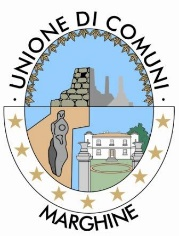 · UNIONE DI COMUNI ·
MARGHINE